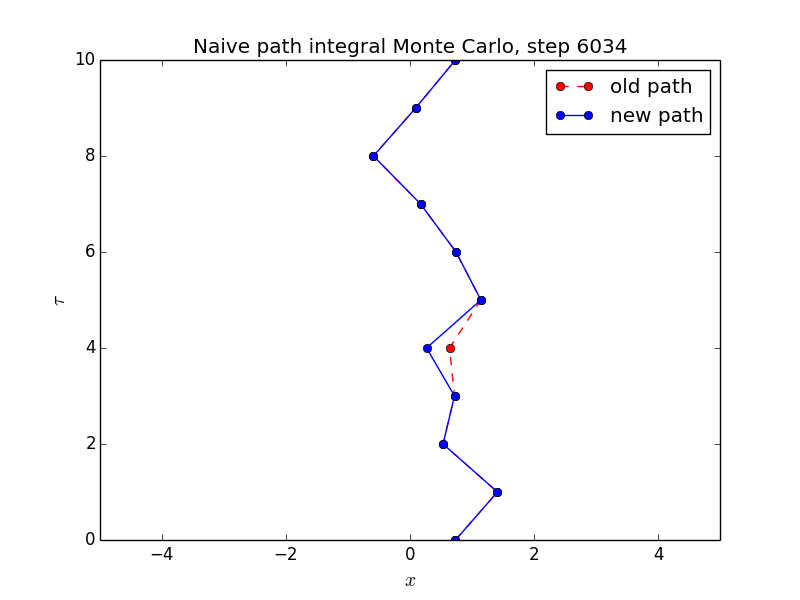 Naive path integral Monte Carlo, step 6034
old path
new path
10
8
6
4
2
0
τ
−4 −2 0 2 4
x